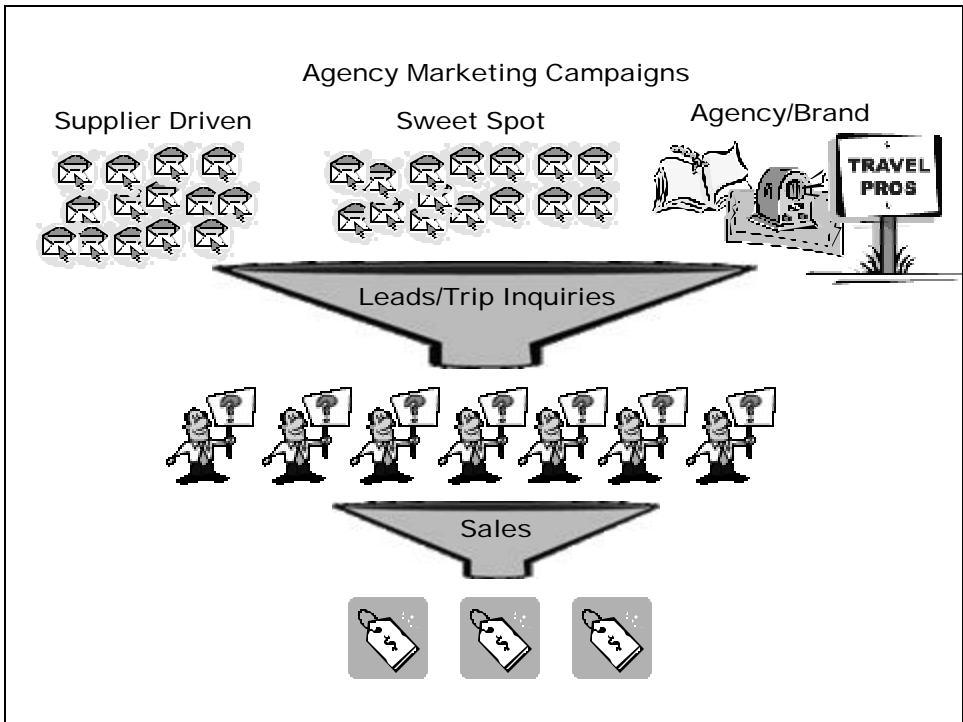 Agency Marketing Campaigns
Supplier Driven
Sweet Spot
Agency/Brand
TRAVEL
PROS
Leads/Trip Inquiries
?
?
?
?
?
?
?
Sales
$
$
$